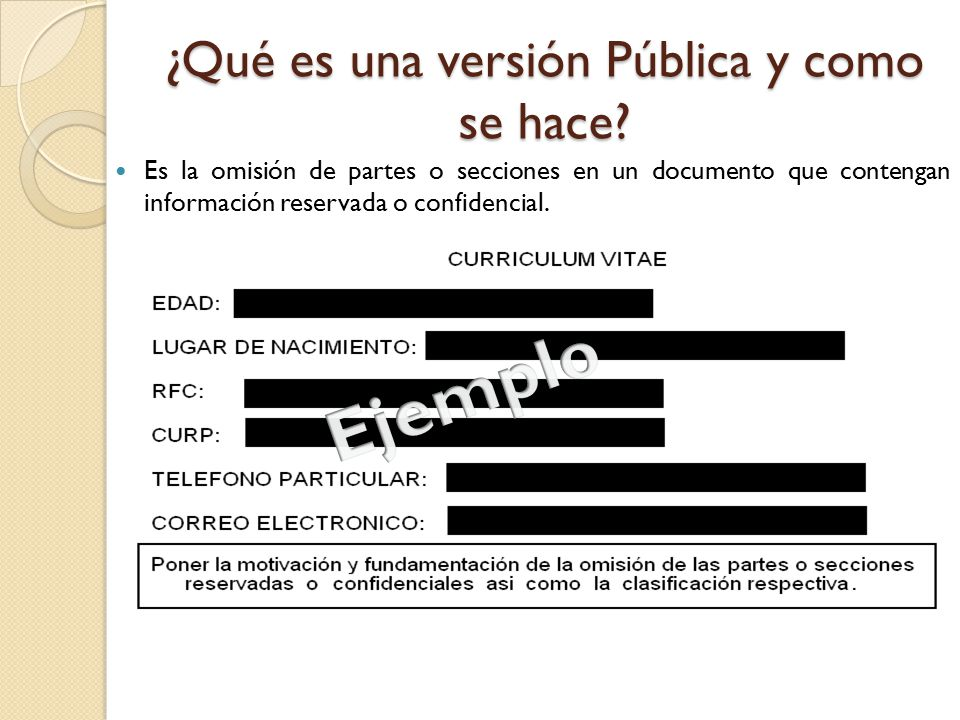 ¿Qué es una versión Pública y como
se hace?
Es la omisión de partes o secciones en un documento que contengan
información reservada o confidencial.
CURRICULUM VITAE
EDAD:
LUGAR DE NACIMIENTO:
RFC:
CURP:
Ejemplo
TELEFONO PARTICULAR:
CORREO ELECTRONICO:
Poner la motivación y fundamentación de la omisión de las partes o secciones
reservadas o confidenciales asi como la clasificación respectiva.